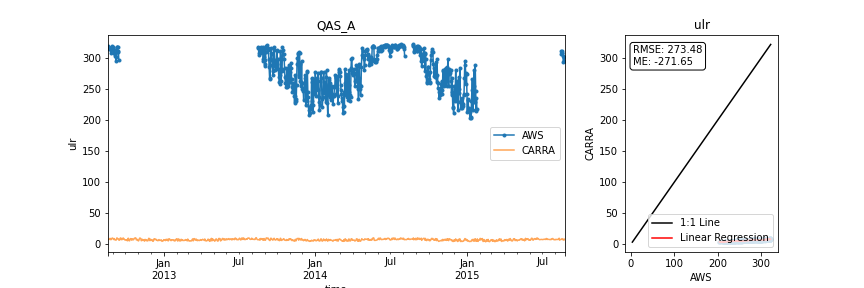 QAS_A
ulr
300
250
200
150
100
50
0
ulr
AWS
CARRA
Jan
2013
Jul
Jan
2014
Jul
Jan
2015
Jul
time
RMSE: 273.48
ME: -271.65
300
250
200
150
100
50
0
CARRA
1:1 Line
Linear Regression
0
100
200
300
AWS